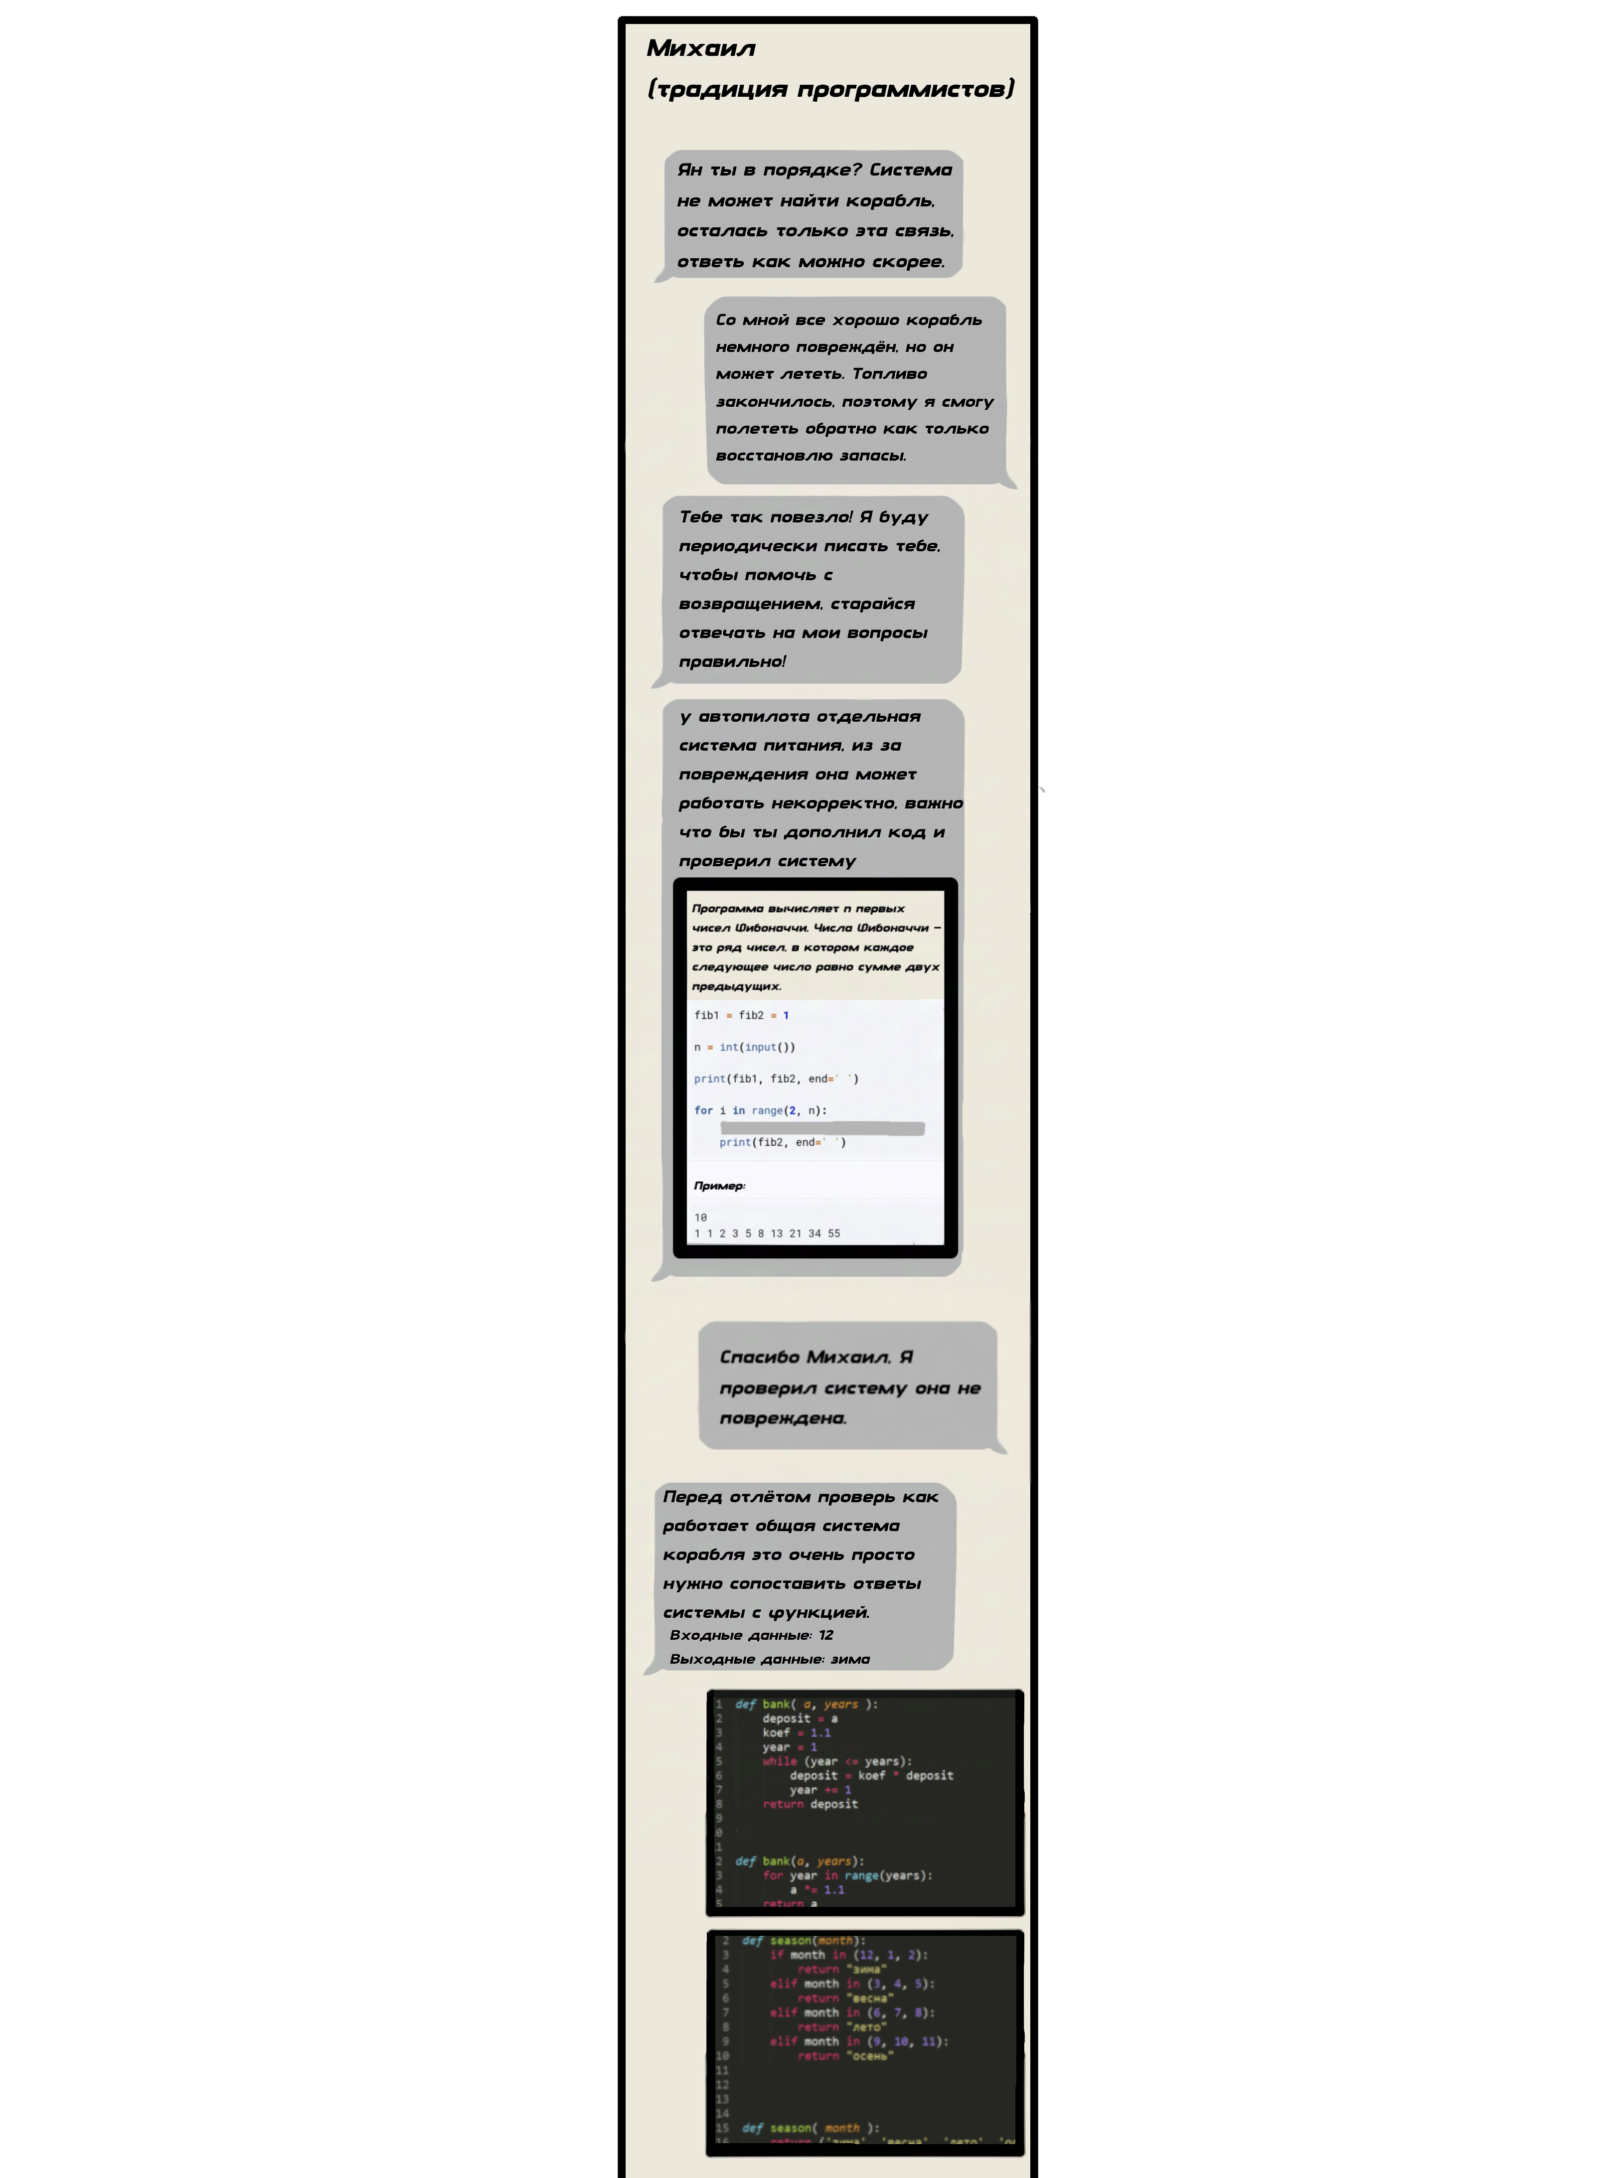 Михаил
(традиция программистов)
Ян ты в порядке? Система
не может найти корабль,
осталась только эта связь,
ответь как можно скорее.
Со мной все хорошо корабль
немного повреждён, но он
может лететь. Топливо
закончилось, поэтому я смогу
полететь обратно как только
восстановлю запасы.
Тебе так повезло! Я буду
периодически писать тебе,
чтобы помочь с
возвращением, старайся
отвечать на мои вопросы
правильно!
у автопилота отдельная
система питания, из за
повреждения она может
работать некорректно, важно
что бы ты дополнил код и
проверил систему
Программа вычисляет n первых
чисел Фибоначчи. Числа Фибоначчи —
это ряд чисел, в котором каждое
следующее число равно сумме двух
предыдущих.
fib1 = fib2 = 1
n = int(input())
print(fib1, fib2, end=' ')
for i in range(2, n):
print(fib2, end=' ')
Пример:
10
1 1 2 3 5 8 13 21 34 55
Спасибо Михаил, Я
проверил систему она не
повреждена.
Перед отлётом проверь как
работает общая система
корабля это очень просто
нужно сопоставить ответы
системы с функцией.
Входные данные: 12
Выходные данные: зима
1 def bank( a, years ):
2 deposit = a
3 koef = 1.1
4 year = 1
5 while (year <= years):
6 deposit = koef * deposit
7 year += 1
8 return deposit
9
0
1
2 def bank(a, years):
3 for year in range(years):
4 a *= 1.1
5 return a
2 def season(month):
3 if month in (12, 1, 2):
4 return "зима"
5 elif month in (3, 4, 5):
6 return "весна"
7 elif month in (6, 7, 8):
8 return "лето"
9 elif month in (9, 10, 11):
10 return "осень"
11
12
13
14
15 def season( month ):
16 return ('зима', 'весна', 'лето',